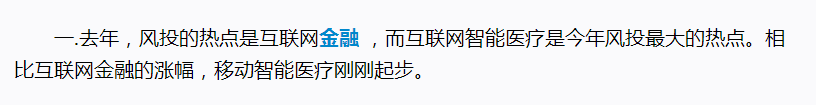 一.去年，风投的热点是互联网金融 ，而互联网智能医疗是今年风投最大的热点。相
比互联网金融的涨幅，移动智能医疗刚刚起步。